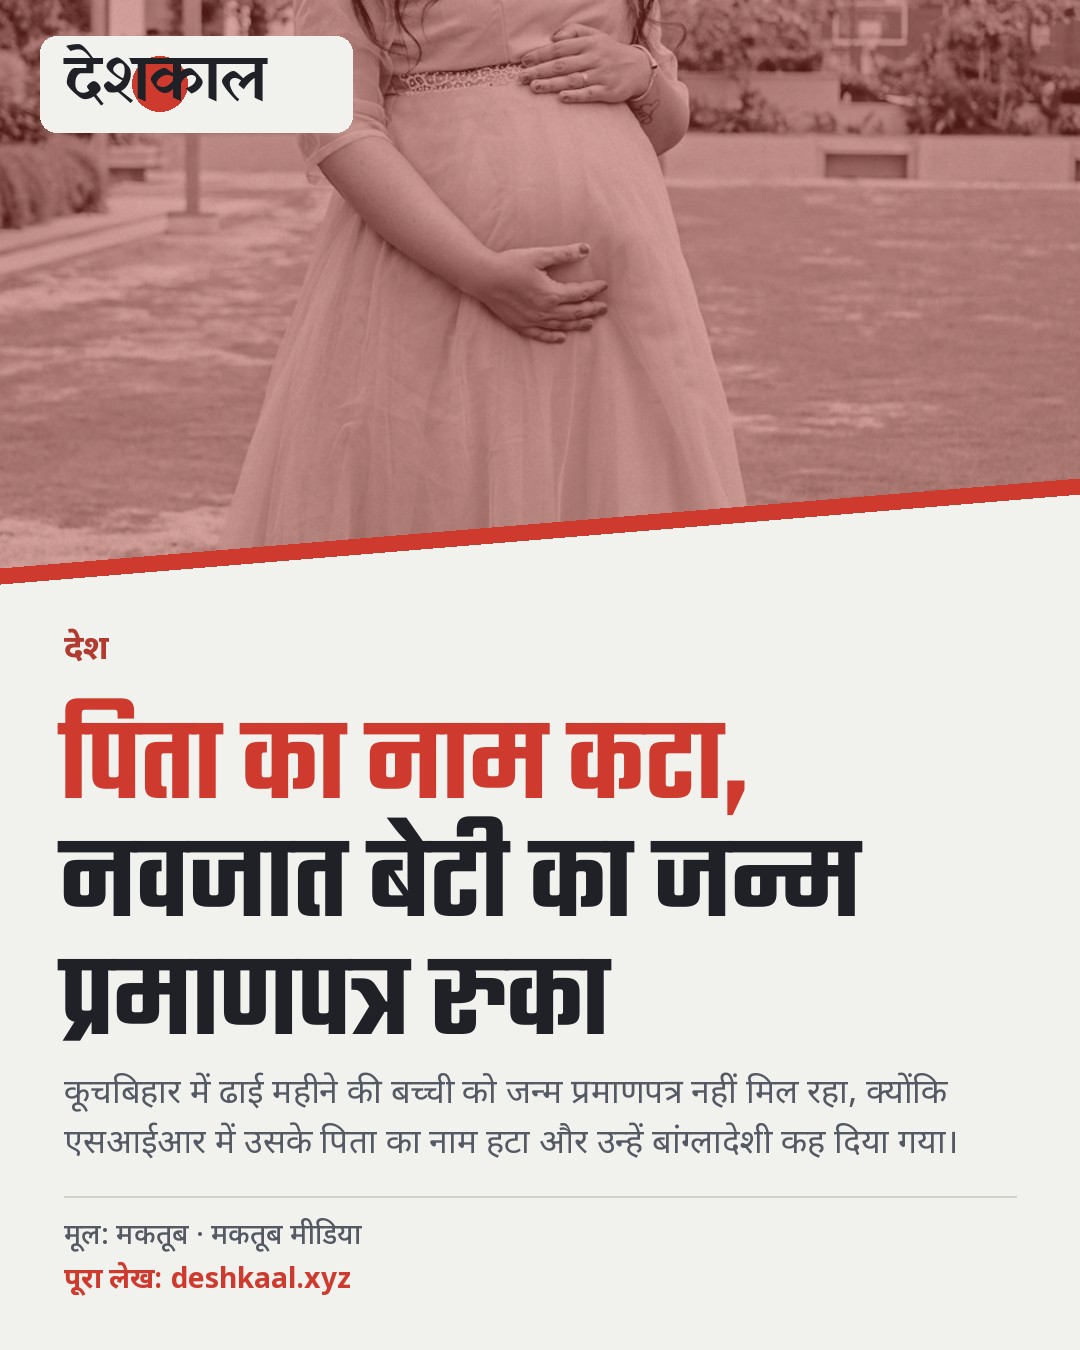 देशकाल
देश
पिता का नाम कटा,
नवजात बेटी का जन्म
प्रमाणपत्र रुका
कूचबिहार में ढाई महीने की बच्ची को जन्म प्रमाणपत्र नहीं मिल रहा, क्योंकि
एसआईआर में उसके पिता का नाम हटा और उन्हें बांग्लादेशी कह दिया गया।
मूल: मकतूब · मकतूब मीडिया
पूरा लेख: deshkaal.xyz